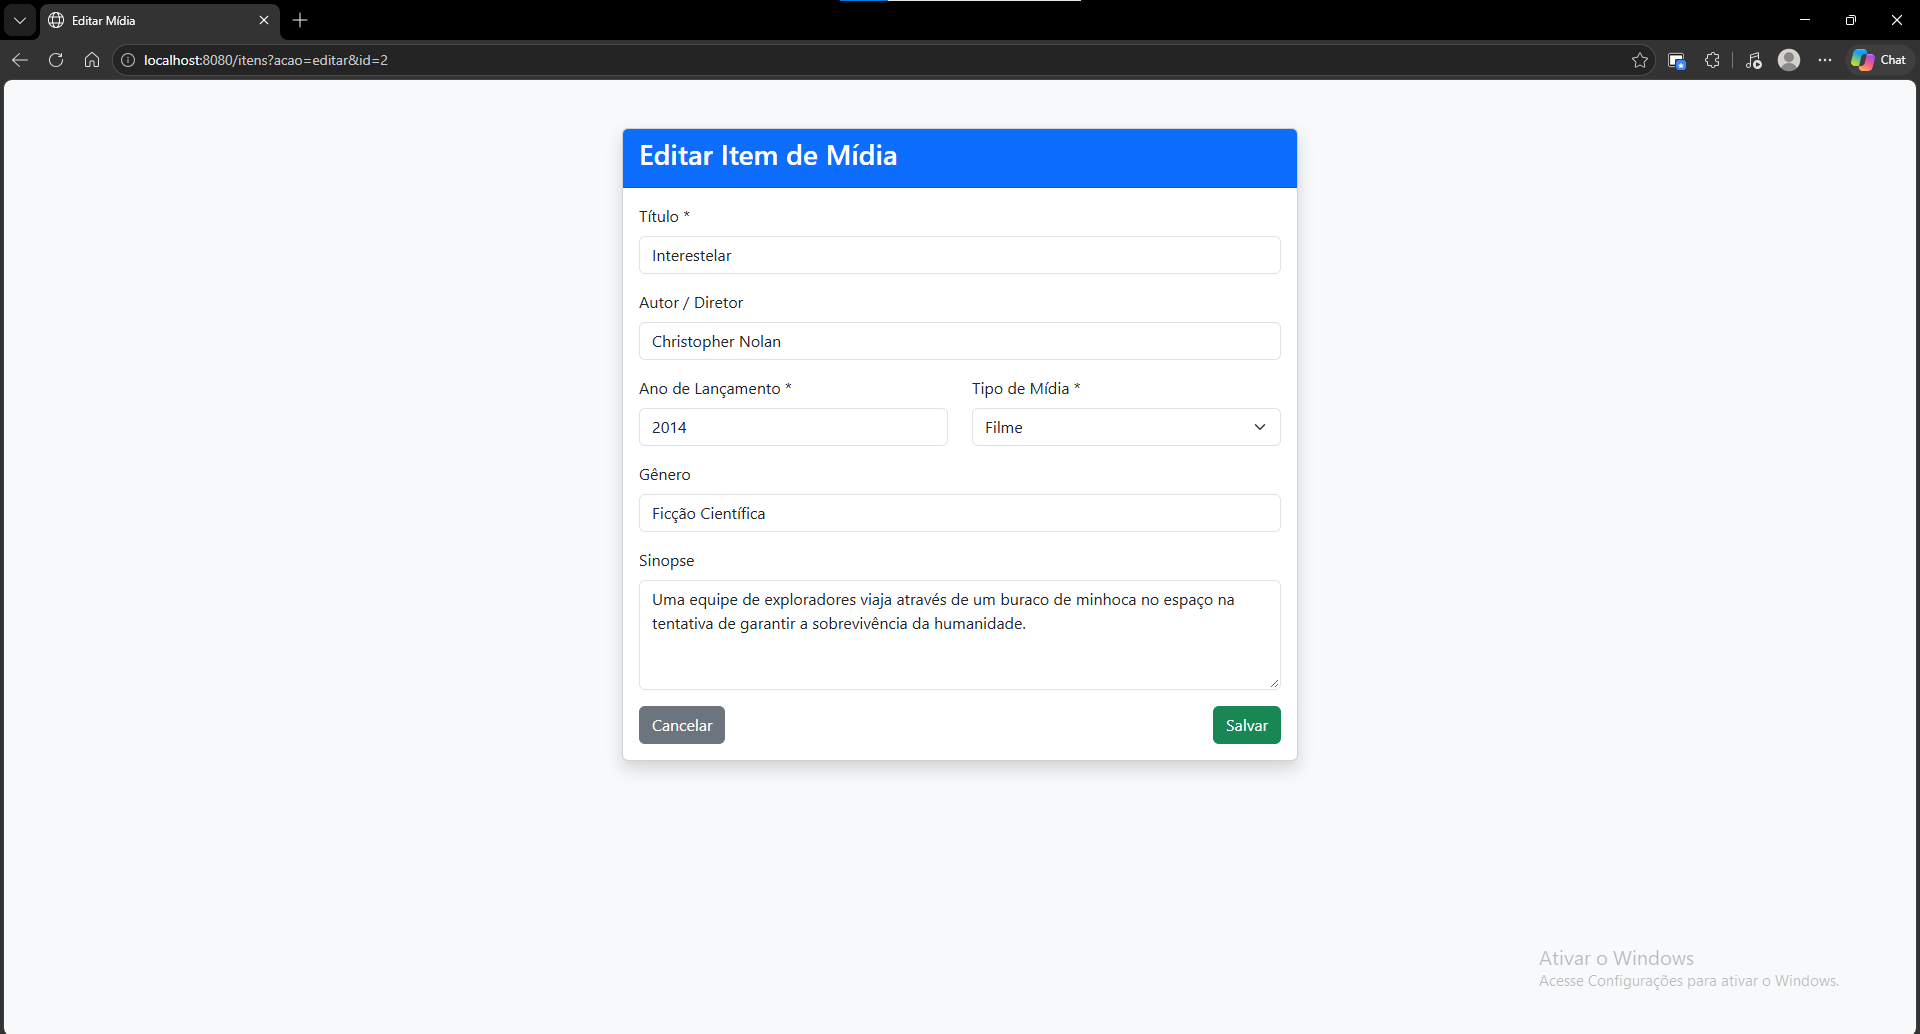 Editar Mídia
localhost:8080/itens?acao=editar&id=2
Chat
Editar Item de Mídia
Título *
Interestelar
Autor / Diretor
Christopher Nolan
Ano de Lançamento * Tipo de Mídia *
2014 Filme
Gênero
Ficção Científica
Sinopse
Uma equipe de exploradores viaja através de um buraco de minhoca no espaço na
tentativa de garantir a sobrevivência da humanidade.
Cancelar Salvar
Ativar o Windows
Acesse Configurações para ativar o Windows.